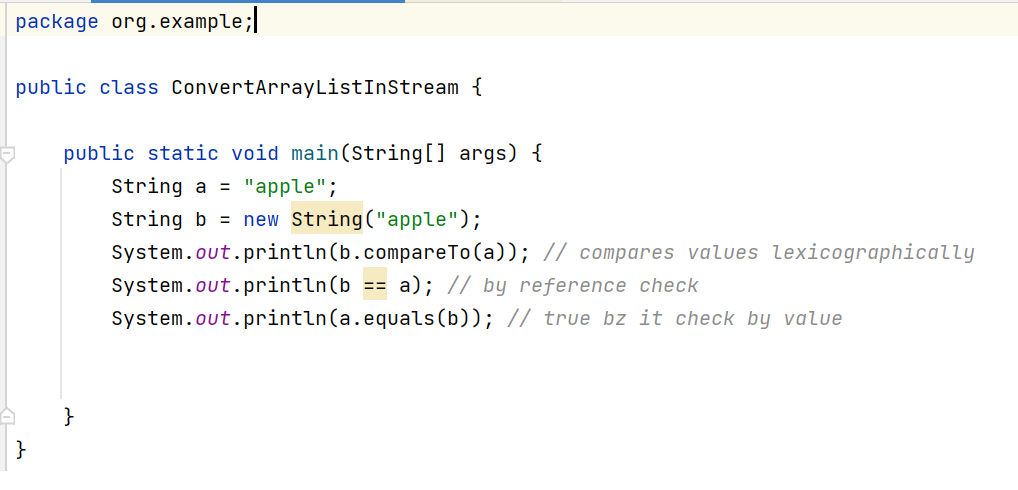 package org.example;
public class ConvertArrayListInStream {
public static void main(String[] args) {
String a = "apple";
String b = new String("apple");
System.out.println(b.compareTo(a)); // compares values lexicographically
System.out.println(b == a); // by reference check
System.out.println(a.equals(b)); // true bz it check by value
}
}